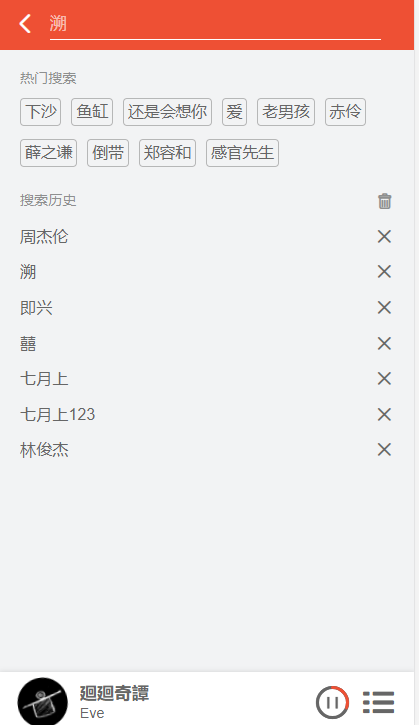 溯
热门搜索
下沙 鱼缸 还是会想你 爱 老男孩 赤伶
薛之谦 倒带 郑容和 感官先生
搜索历史
周杰伦
溯
即兴
囍
七月上
七月上123
林俊杰
廻廻奇譚
Eve